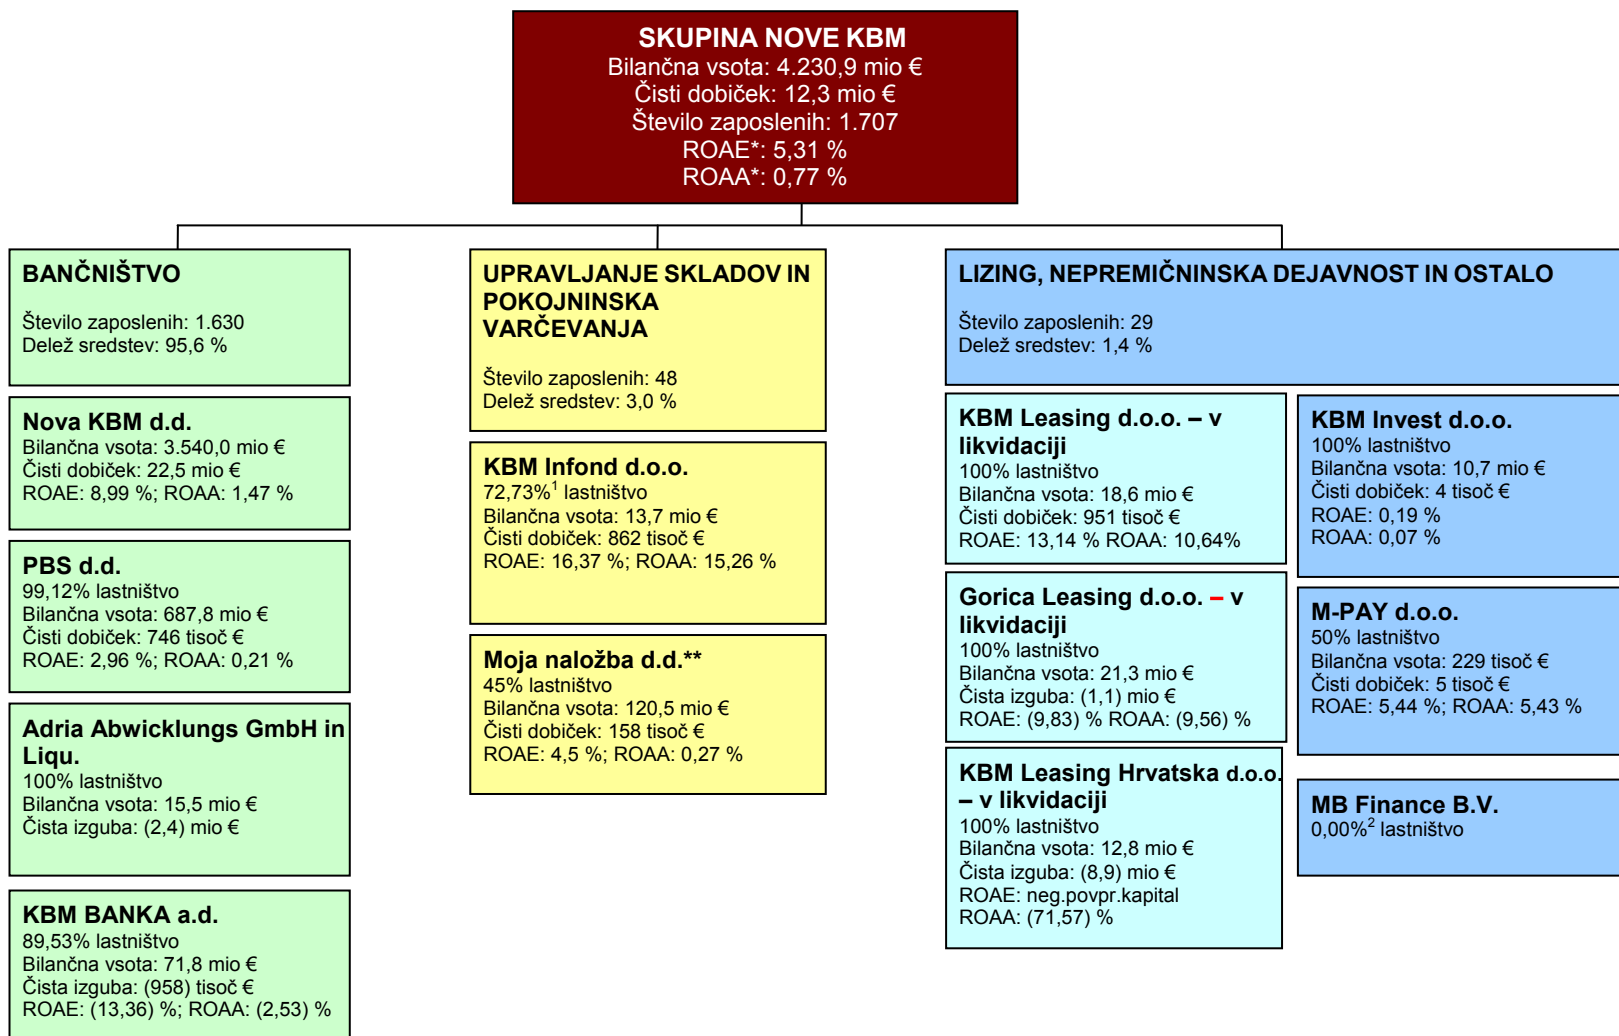 SKUPINA NOVE KBM
Bilančna vsota: 4.230,9 mio €
Čisti dobiček: 12,3 mio €
Število zaposlenih: 1.707
ROAE*: 5,31 %
ROAA*: 0,77 %
BANČNIŠTVO
Število zaposlenih: 1.630
Delež sredstev: 95,6 %
Nova KBM d.d.
Bilančna vsota: 3.540,0 mio €
Čisti dobiček: 22,5 mio €
ROAE: 8,99 %; ROAA: 1,47 %
PBS d.d.
99,12% lastništvo
Bilančna vsota: 687,8 mio €
Čisti dobiček: 746 tisoč €
ROAE: 2,96 %; ROAA: 0,21 %
Adria Abwicklungs GmbH in
Liqu.
100% lastništvo
Bilančna vsota: 15,5 mio €
Čista izguba: (2,4) mio €
KBM BANKA a.d.
89,53% lastništvo
Bilančna vsota: 71,8 mio €
Čista izguba: (958) tisoč €
ROAE: (13,36) %; ROAA: (2,53) %
UPRAVLJANJE SKLADOV IN
POKOJNINSKA
VARČEVANJA
Število zaposlenih: 48
Delež sredstev: 3,0 %
KBM Infond d.o.o.
72,73%¹ lastništvo
Bilančna vsota: 13,7 mio €
Čisti dobiček: 862 tisoč €
ROAE: 16,37 %; ROAA: 15,26 %
Moja naložba d.d.**
45% lastništvo
Bilančna vsota: 120,5 mio €
Čisti dobiček: 158 tisoč €
ROAE: 4,5 %; ROAA: 0,27 %
LIZING, NEPREMIČNINSKA DEJAVNOST IN OSTALO
Število zaposlenih: 29
Delež sredstev: 1,4 %
KBM Leasing d.o.o. – v
likvidaciji
100% lastništvo
Bilančna vsota: 18,6 mio €
Čisti dobiček: 951 tisoč €
ROAE: 13,14 % ROAA: 10,64%
Gorica Leasing d.o.o. – v
likvidaciji
100% lastništvo
Bilančna vsota: 21,3 mio €
Čista izguba: (1,1) mio €
ROAE: (9,83) % ROAA: (9,56) %
KBM Leasing Hrvatska d.o.o.
– v likvidaciji
100% lastništvo
Bilančna vsota: 12,8 mio €
Čista izguba: (8,9) mio €
ROAE: neg.povpr.kapital
ROAA: (71,57) %
KBM Invest d.o.o.
100% lastništvo
Bilančna vsota: 10,7 mio €
Čisti dobiček: 4 tisoč €
ROAE: 0,19 %
ROAA: 0,07 %
M-PAY d.o.o.
50% lastništvo
Bilančna vsota: 229 tisoč €
Čisti dobiček: 5 tisoč €
ROAE: 5,44 %; ROAA: 5,43 %
MB Finance B.V.
0,00%² lastništvo